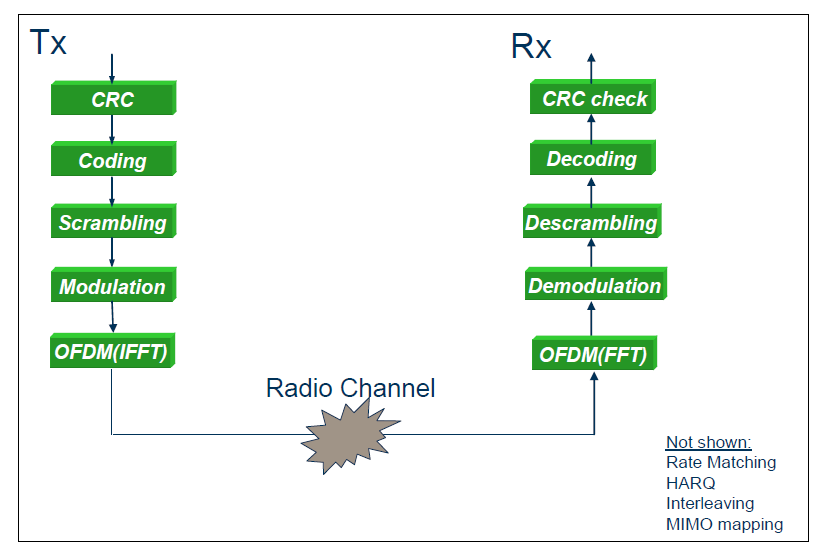 Tx
CRC
Coding
Scrambling
Modulation
OFDM(IFFT)
Radio Channel
Rx
CRC check
Decoding
Descrambling
Demodulation
OFDM(FFT)
Not shown:
Rate Matching
HARQ
Interleaving
MIMO mapping